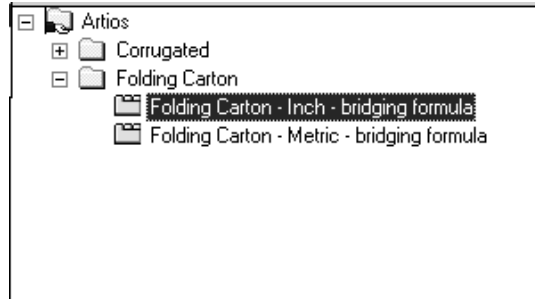 Artios
Corrugated
Folding Carton
Folding Carton - Inch - bridging formula
Folding Carton - Metric - bridging formula